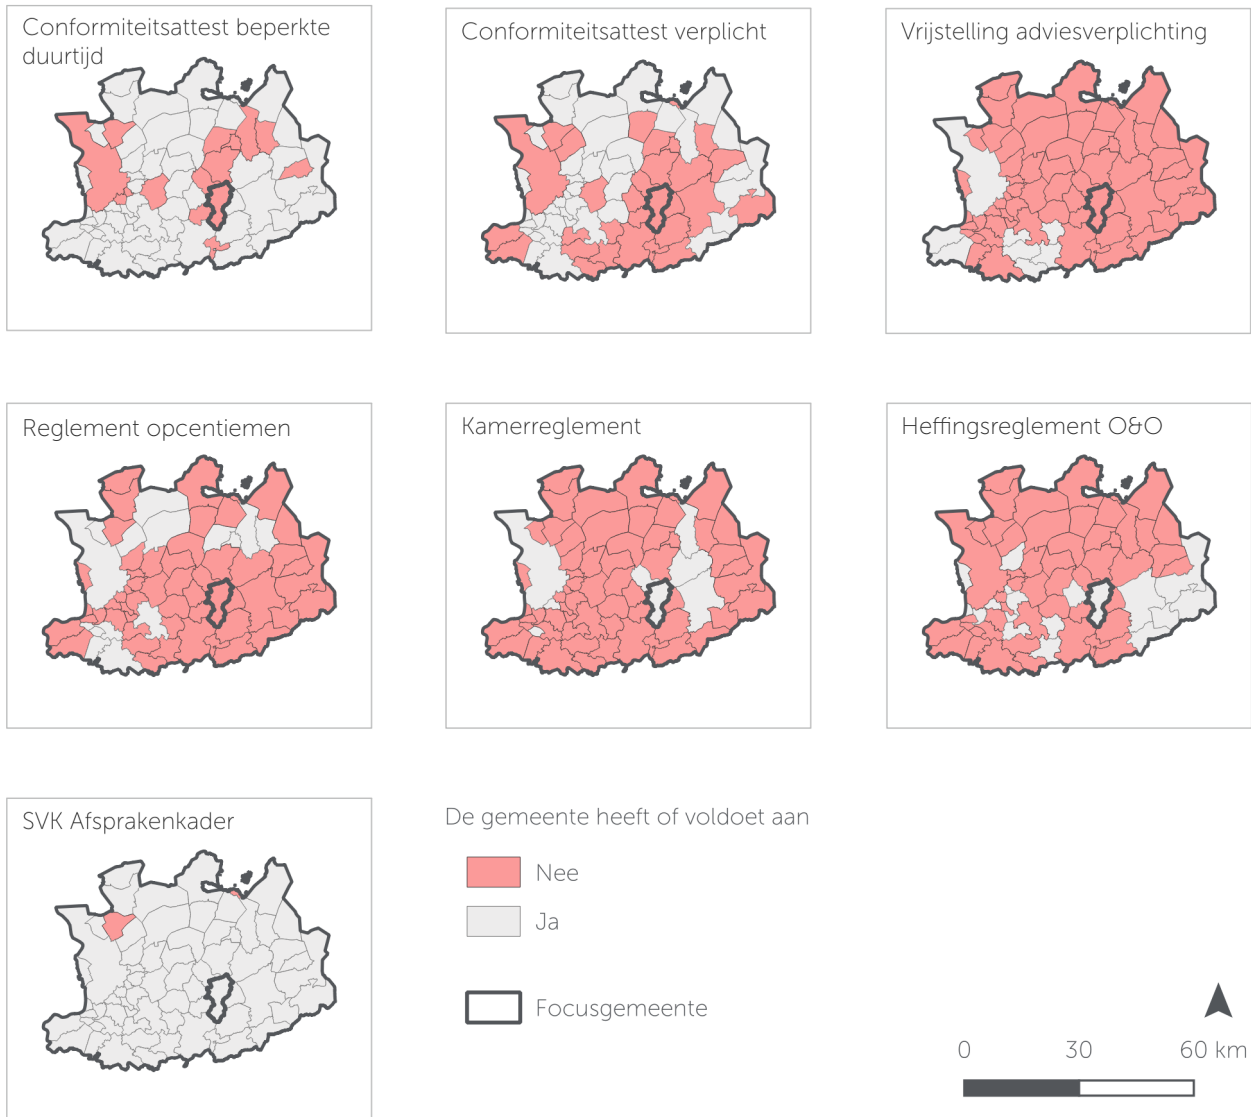 Conformiteitsattest beperkte
duurtijd
Conformiteitsattest verplicht
Vrijstelling adviesverplichting
Reglement opcentiemen
Kamerreglement
Heffingsreglement O&O
SVK Afsprakenkader
De gemeente heeft of voldoet aan
Nee
Ja
Focusgemeente
0 30 60 km